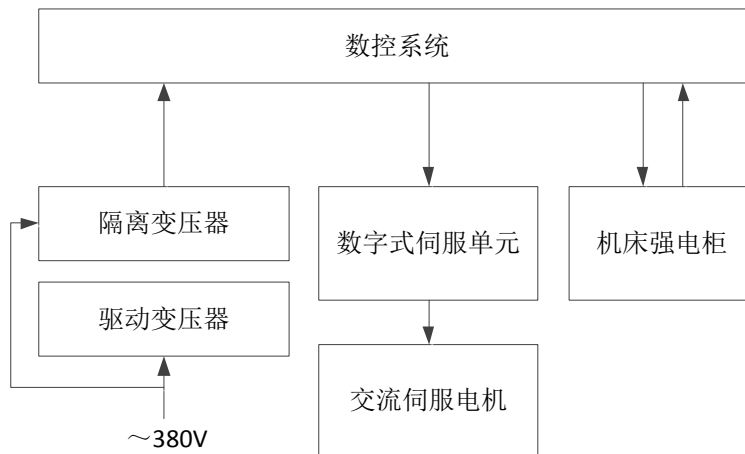 数控系统
隔离变压器
数字式伺服单元
机床强电柜
驱动变压器
交流伺服电机
～380V